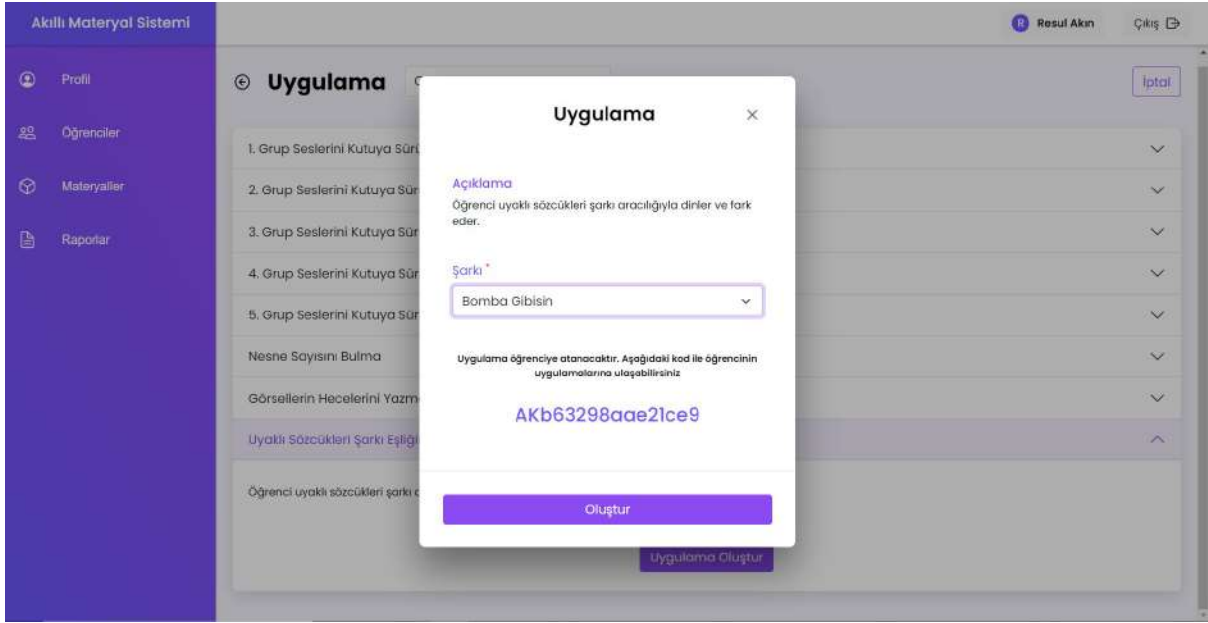 Akıllı Materyal Sistemi
R Resul Akın
Çıkış
Profil
Öğrenciler
Materyaller
Raporlar
Uygulama
İptal
1. Grup Seslerini Kutuya Sürü
2. Grup Seslerini Kutuya Sür
3. Grup Seslerini Kutuya Sür
4. Grup Seslerini Kutuya Sür
5. Grup Seslerini Kutuya Sür
Nesne Sayısını Bulma
Görsellerin Hecelerini Yazm
Uyaklı Sözcükleri Şarkı Eşliği
Öğrenci uyaklı sözcükleri şarkı
Uygulama Oluştur
Uygulama
Açıklama
Öğrenci uyaklı sözcükleri şarkı aracılığıyla dinler ve fark
eder.
Şarkı *
Bomba Gibisin
Uygulama öğrenciye atanacaktır. Aşağıdaki kod ile öğrencinin
uygulamalarına ulaşabilirsiniz
AKb63298aae21ce9
Oluştur